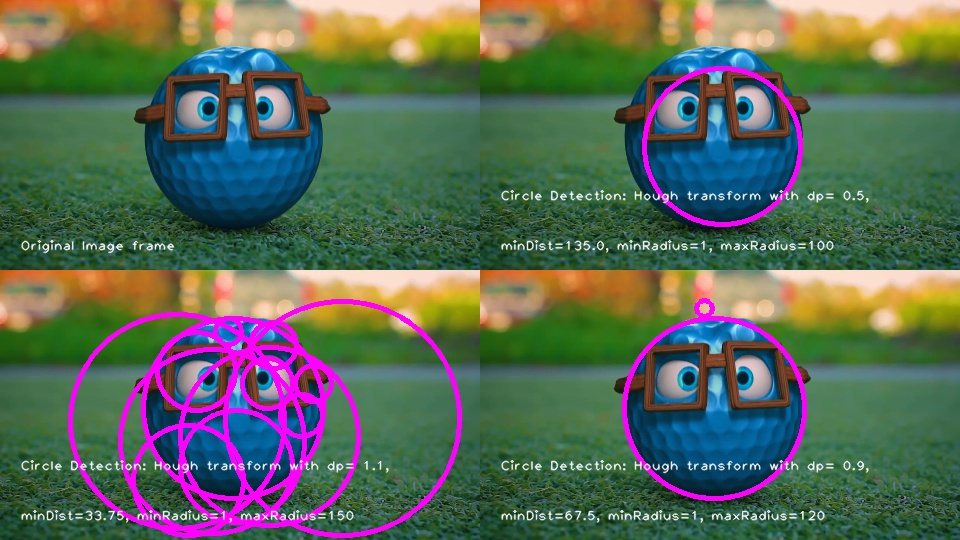 Original Image frame
Circle Detection: Hough transform with dp= 0.5,
minDist=135.0, minRadius=1, maxRadius=100
Circle Detection: Hough transform with dp= 1.1,
minDist=33.75, minRadius=1, maxRadius=150
Circle Detection: Hough transform with dp= 0.9,
minDist=67.5, minRadius=1, maxRadius=120